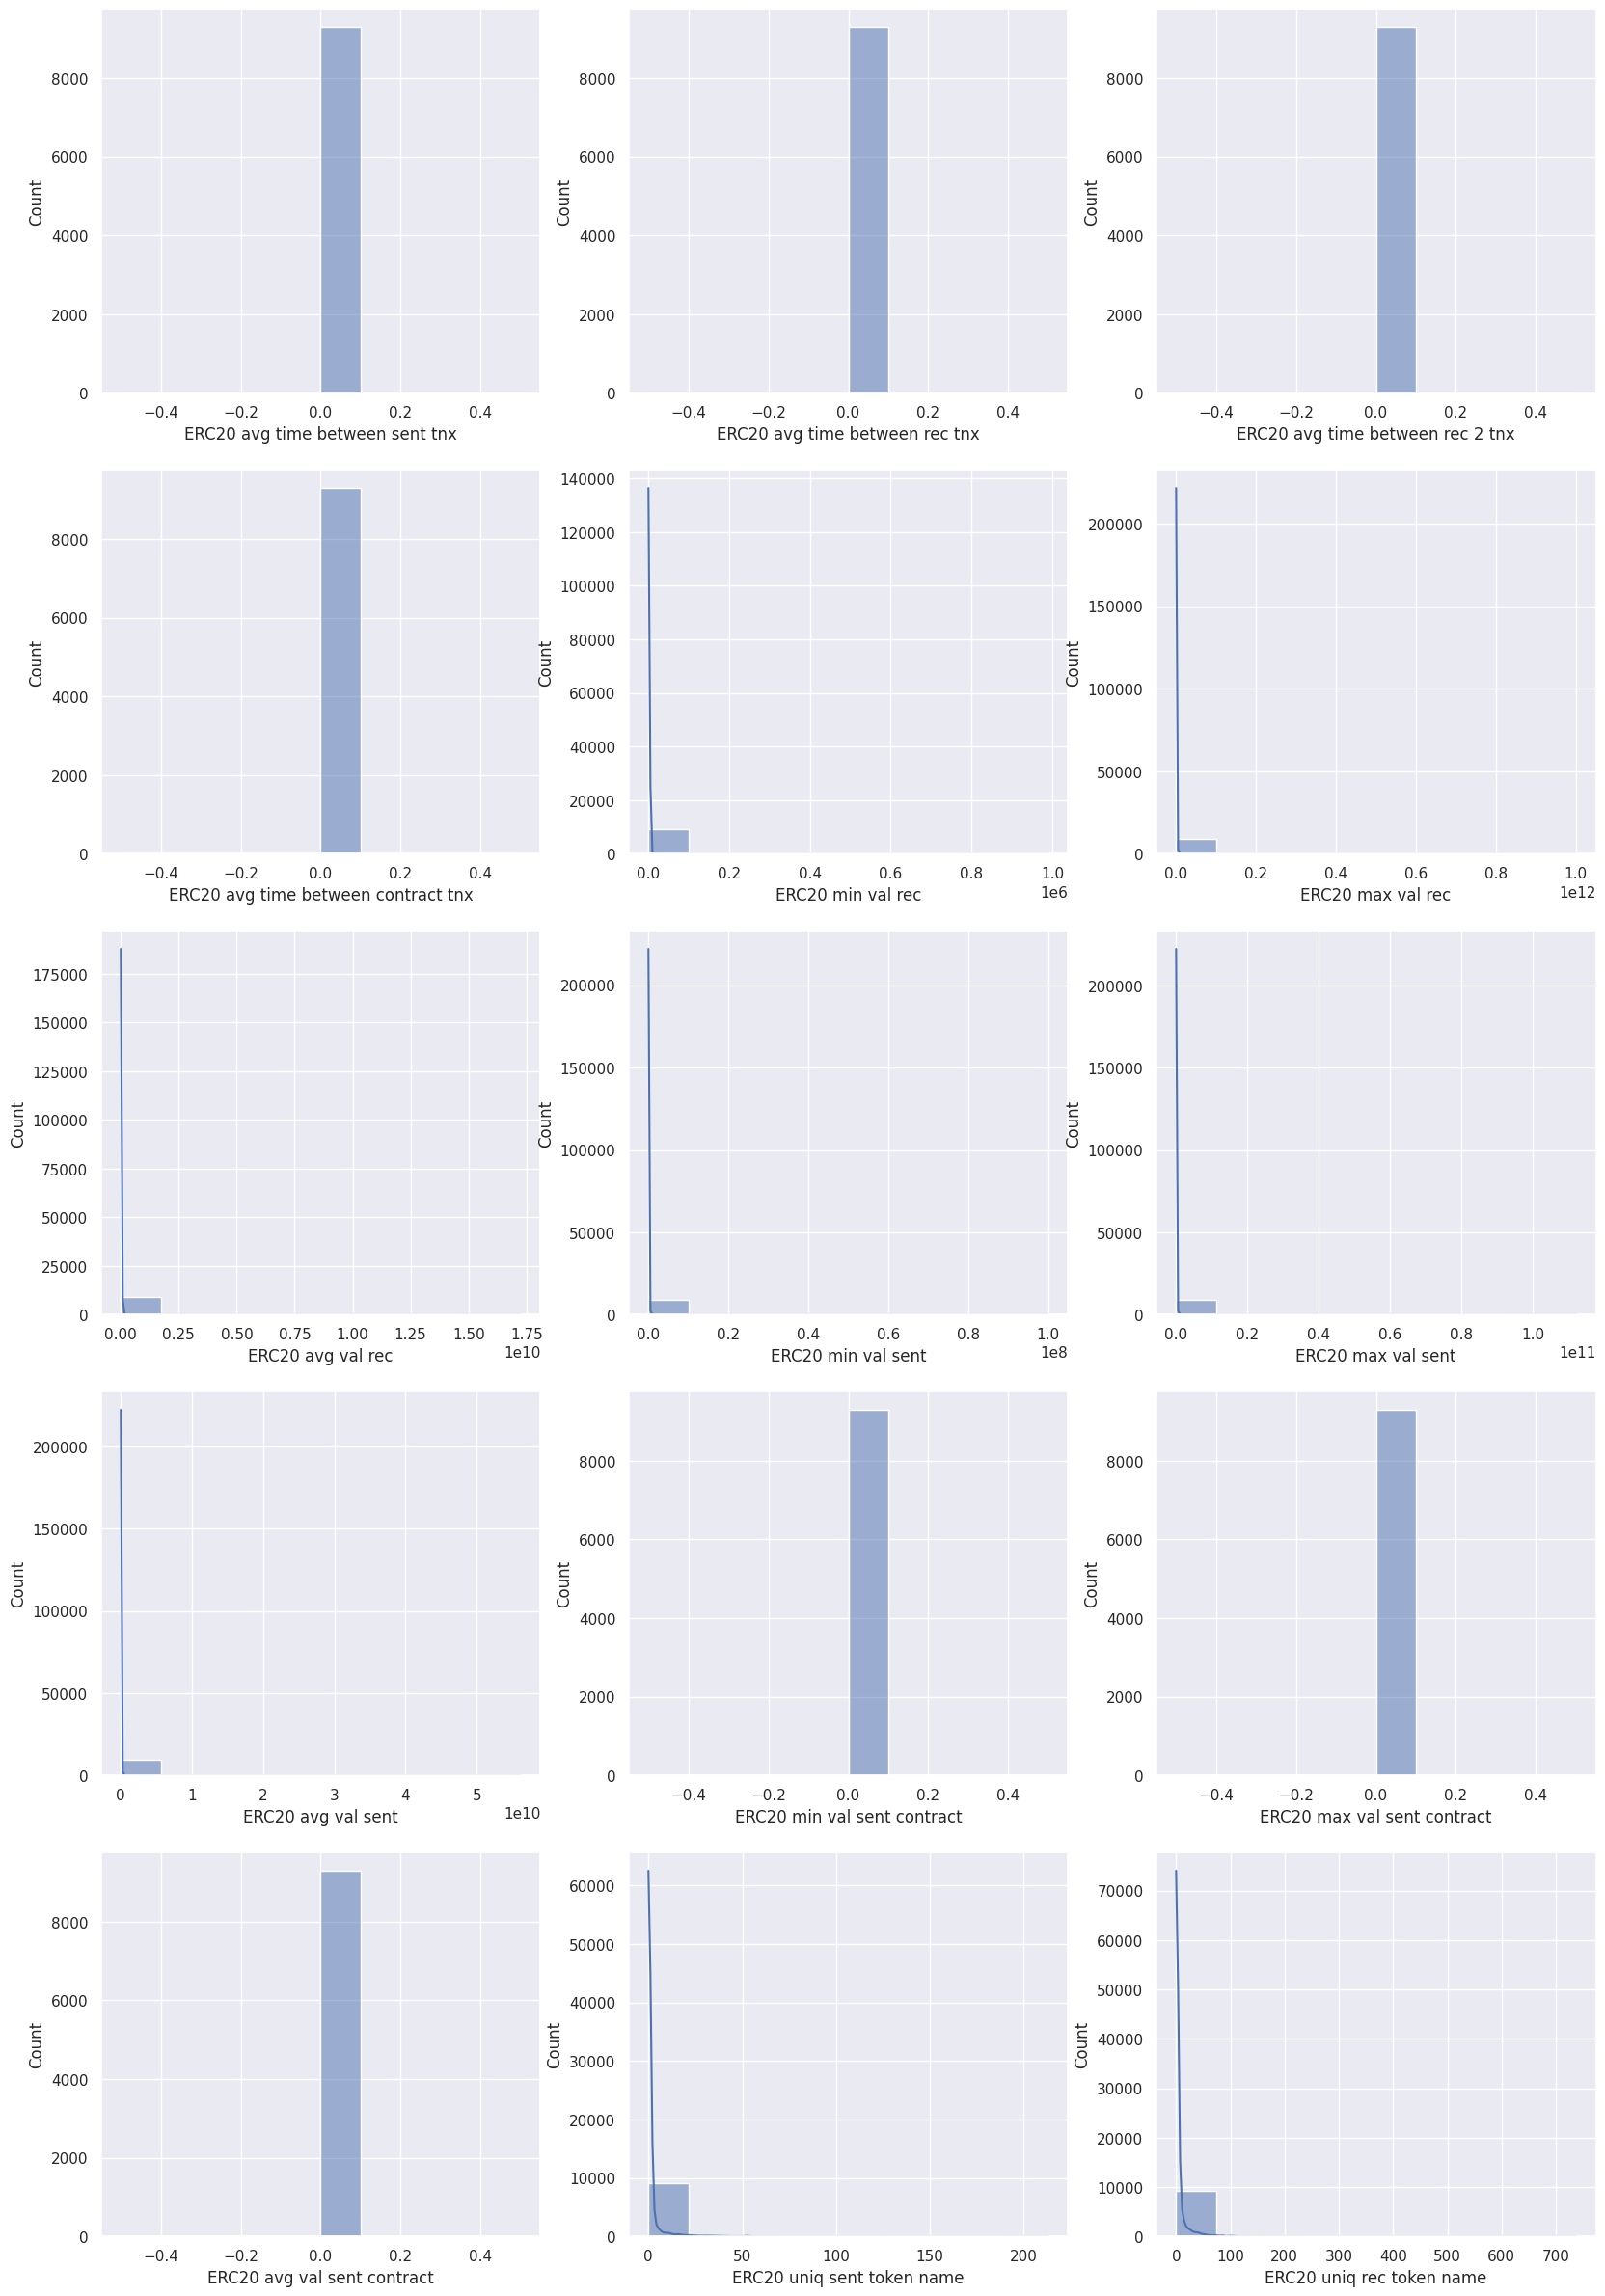 Count
8000
6000
4000
2000
0
−0.4 −0.2 0.0 0.2 0.4
ERC20 avg time between sent tnx
Count
8000
6000
4000
2000
0
−0.4 −0.2 0.0 0.2 0.4
ERC20 avg time between rec tnx
Count
8000
6000
4000
2000
0
−0.4 −0.2 0.0 0.2 0.4
ERC20 avg time between rec 2 tnx
Count
8000
6000
4000
2000
0
−0.4 −0.2 0.0 0.2 0.4
ERC20 avg time between contract tnx
Count
140000
120000
100000
80000
60000
40000
20000
0
0.0 0.2 0.4 0.6 0.8 1.0
1e6
ERC20 min val rec
Count
200000
150000
100000
50000
0
0.0 0.2 0.4 0.6 0.8 1.0
1e12
ERC20 max val rec
Count
175000
150000
125000
100000
75000
50000
25000
0
0.00 0.25 0.50 0.75 1.00 1.25 1.50 1.75
1e10
ERC20 avg val rec
Count
200000
150000
100000
50000
0
0.0 0.2 0.4 0.6 0.8 1.0
1e8
ERC20 min val sent
Count
200000
150000
100000
50000
0
0.0 0.2 0.4 0.6 0.8 1.0
1e11
ERC20 max val sent
Count
200000
150000
100000
50000
0
0 1 2 3 4 5
1e10
ERC20 avg val sent
Count
8000
6000
4000
2000
0
−0.4 −0.2 0.0 0.2 0.4
ERC20 min val sent contract
Count
8000
6000
4000
2000
0
−0.4 −0.2 0.0 0.2 0.4
ERC20 max val sent contract
Count
8000
6000
4000
2000
0
−0.4 −0.2 0.0 0.2 0.4
ERC20 avg val sent contract
Count
60000
50000
40000
30000
20000
10000
0
0 50 100 150 200
ERC20 uniq sent token name
Count
70000
60000
50000
40000
30000
20000
10000
0
0 100 200 300 400 500 600 700
ERC20 uniq rec token name